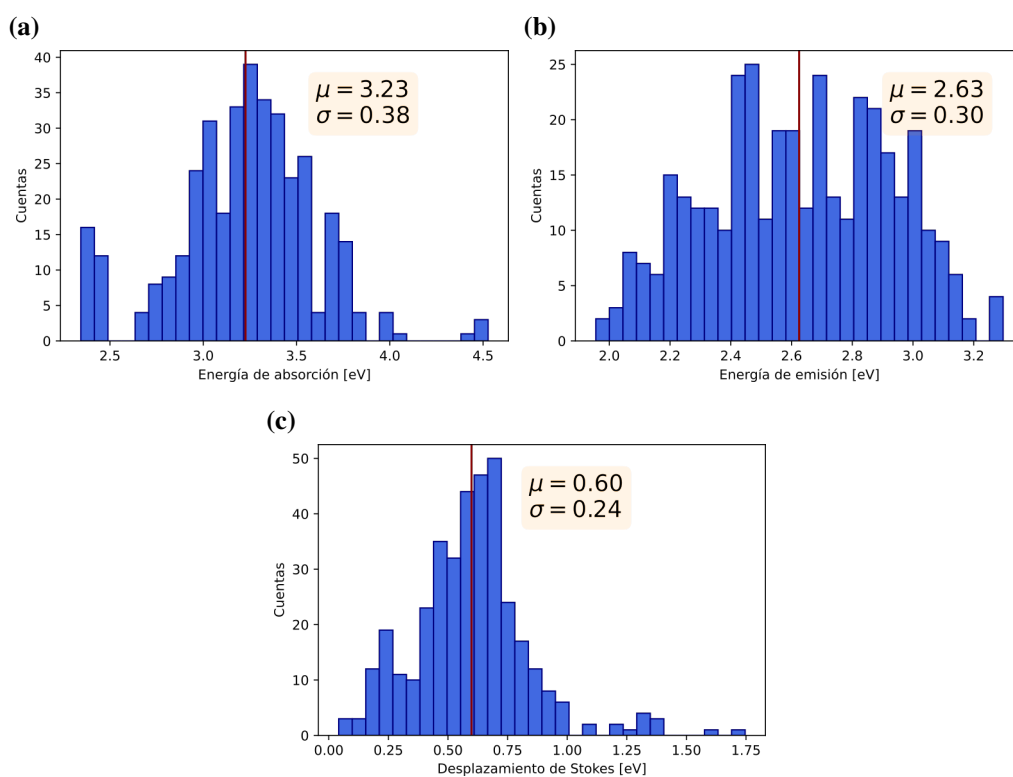 (a)
40
35
30
25
20
15
10
5
0
Cuentas
μ = 3.23
σ = 0.38
2.5 3.0 3.5 4.0 4.5
Energía de absorción [eV]
(b)
25
20
15
10
5
0
Cuentas
μ = 2.63
σ = 0.30
2.0 2.2 2.4 2.6 2.8 3.0 3.2
Energía de emisión [eV]
(c)
50
40
30
20
10
0
Cuentas
μ = 0.60
σ = 0.24
0.00 0.25 0.50 0.75 1.00 1.25 1.50 1.75
Desplazamiento de Stokes [eV]